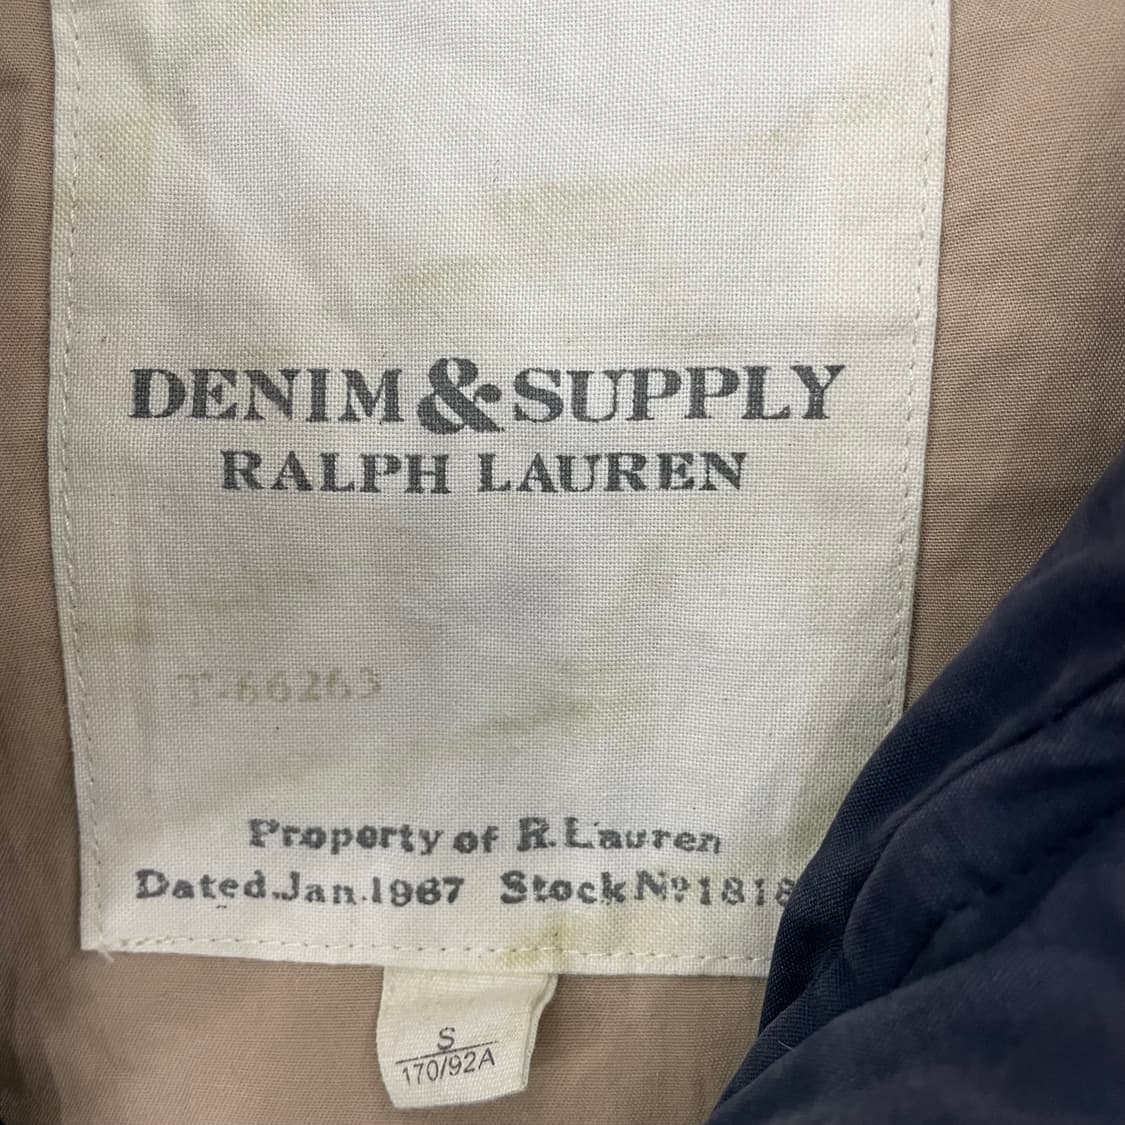 DENIM & SUPPLY
RALPH LAUREN
T-66263
Property of R. Lauren
Dated. Jan. 1967 Stock Nº 1818
S
170/92A